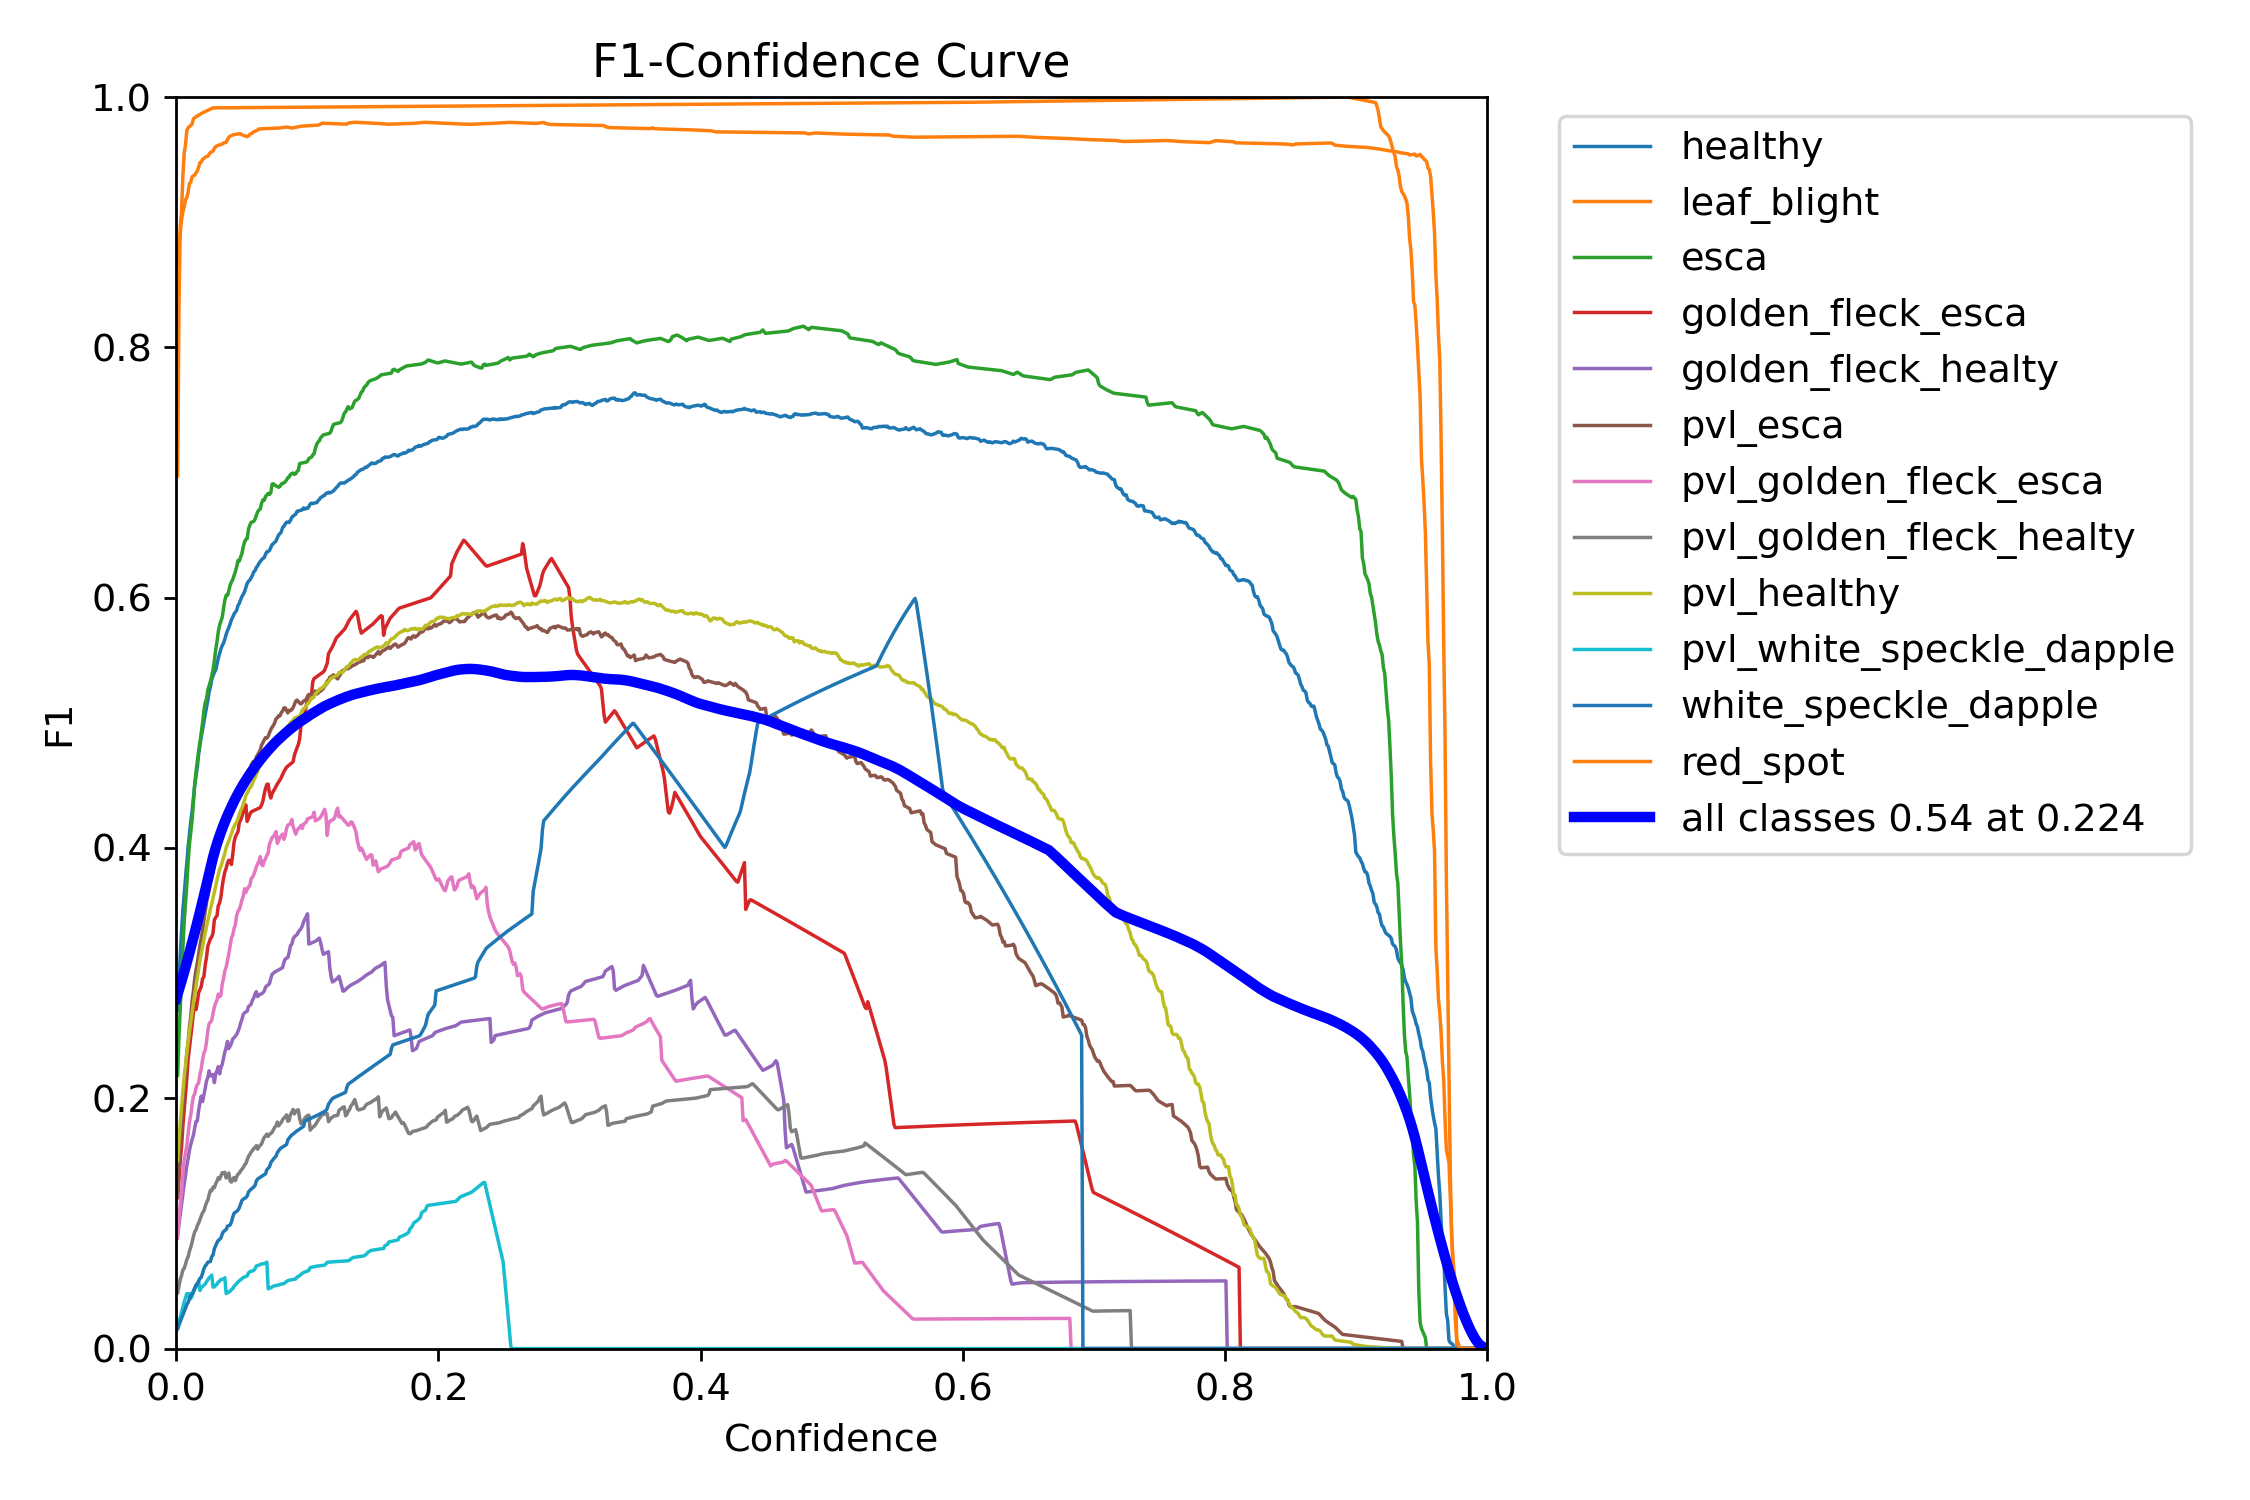 F1-Confidence Curve
1.0
0.8
0.6
0.4
0.2
0.0
F1
0.0 0.2 0.4 0.6 0.8 1.0
Confidence
healthy
leaf_blight
esca
golden_fleck_esca
golden_fleck_healty
pvl_esca
pvl_golden_fleck_esca
pvl_golden_fleck_healty
pvl_healthy
pvl_white_speckle_dapple
white_speckle_dapple
red_spot
all classes 0.54 at 0.224